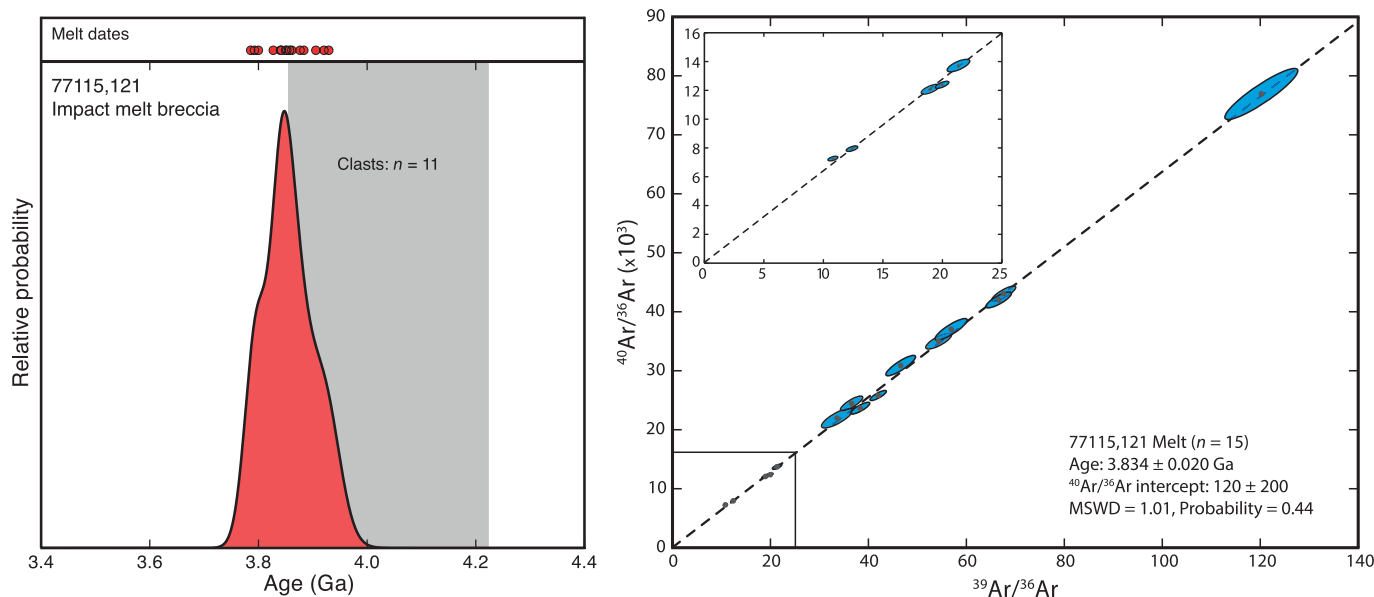 Melt dates
77115,121
Impact melt breccia
Clasts: n = 11
Relative probability
3.4 3.6 3.8 4.0 4.2 4.4
Age (Ga)
90
80
70
60
50
40
30
20
10
0
⁴⁰Ar/³⁶Ar (x10³)
16
14
12
10
8
6
4
2
0
0 5 10 15 20 25
77115,121 Melt (n = 15)
Age: 3.834 ± 0.020 Ga
⁴⁰Ar/³⁶Ar intercept: 120 ± 200
MSWD = 1.01, Probability = 0.44
0 20 40 60 80 100 120 140
³⁹Ar/³⁶Ar